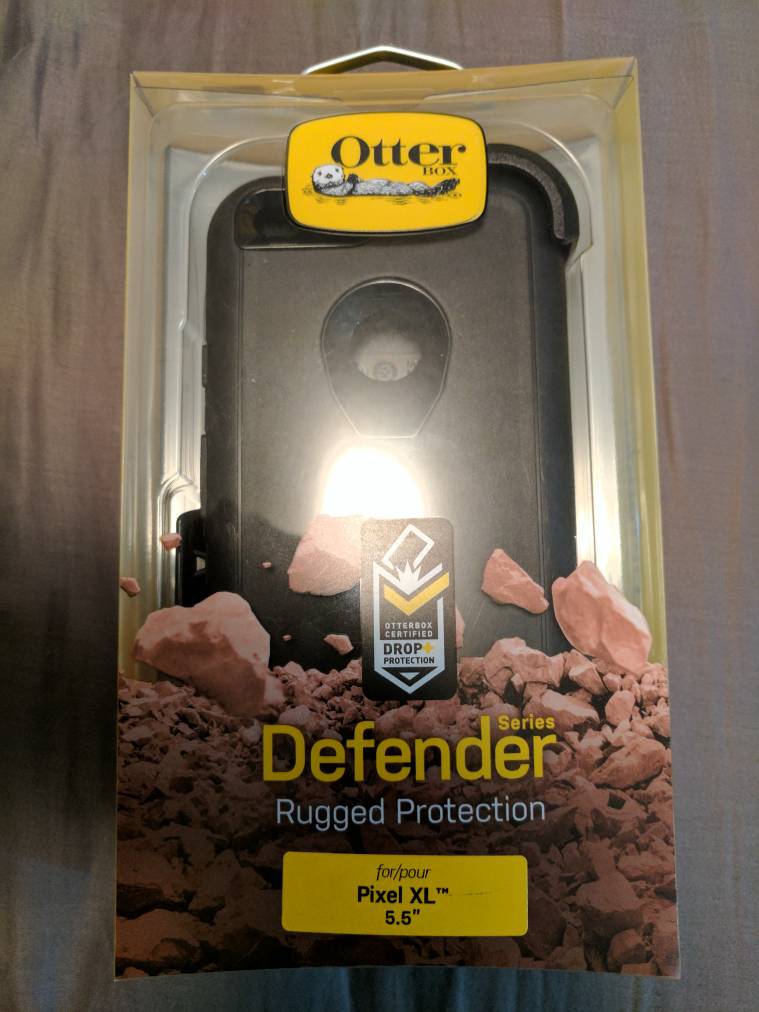 Otter
BOX
OTTERBOX
CERTIFIED
DROP+
PROTECTION
Series
Defender
Rugged Protection
for/pour
Pixel XL™
5.5"